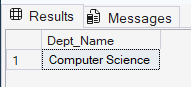 Results Messages
Dept_Name
1 Computer Science